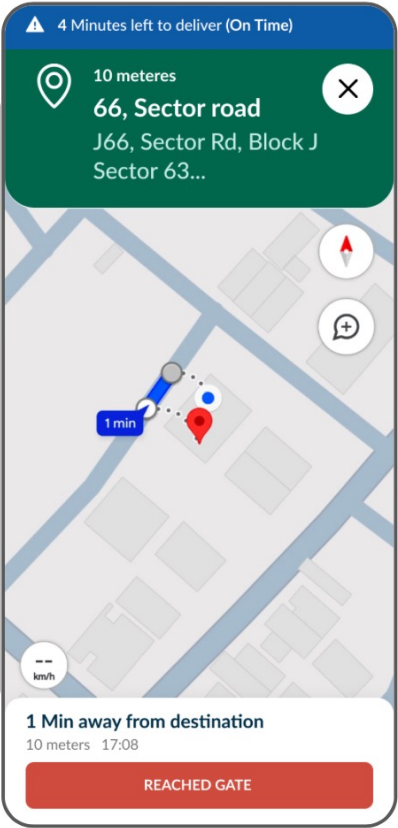 4 Minutes left to deliver (On Time)
10 meteres
66, Sector road
J66, Sector Rd, Block J
Sector 63...
1 min
--
km/h
1 Min away from destination
10 meters 17:08
REACHED GATE